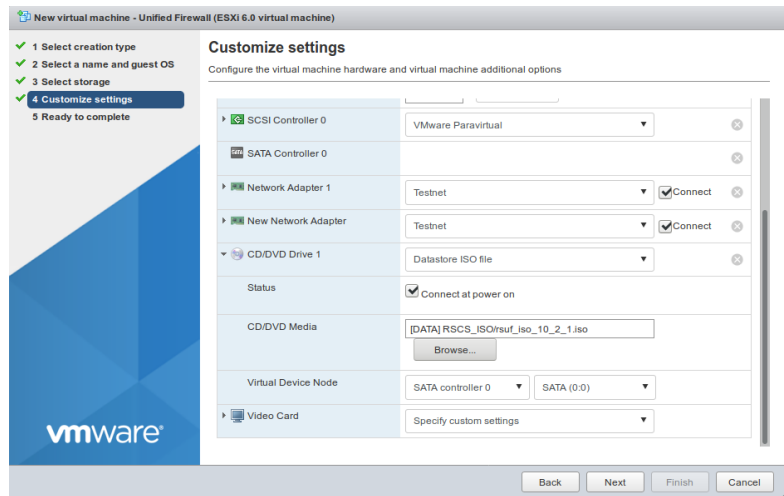 New virtual machine - Unified Firewall (ESXi 6.0 virtual machine)
1 Select creation type
2 Select a name and guest OS
3 Select storage
4 Customize settings
5 Ready to complete
vmware
Customize settings
Configure the virtual machine hardware and virtual machine additional options
SCSI Controller 0
VMware Paravirtual
SATA
SATA Controller 0
Network Adapter 1
Testnet
Connect
New Network Adapter
Testnet
Connect
CD/DVD Drive 1
Datastore ISO file
Status
Connect at power on
CD/DVD Media
[DATA] RSCS_ISO/rsuf_iso_10_2_1.iso
Browse...
Virtual Device Node
SATA controller 0
SATA (0:0)
Video Card
Specify custom settings
Back
Next
Finish
Cancel